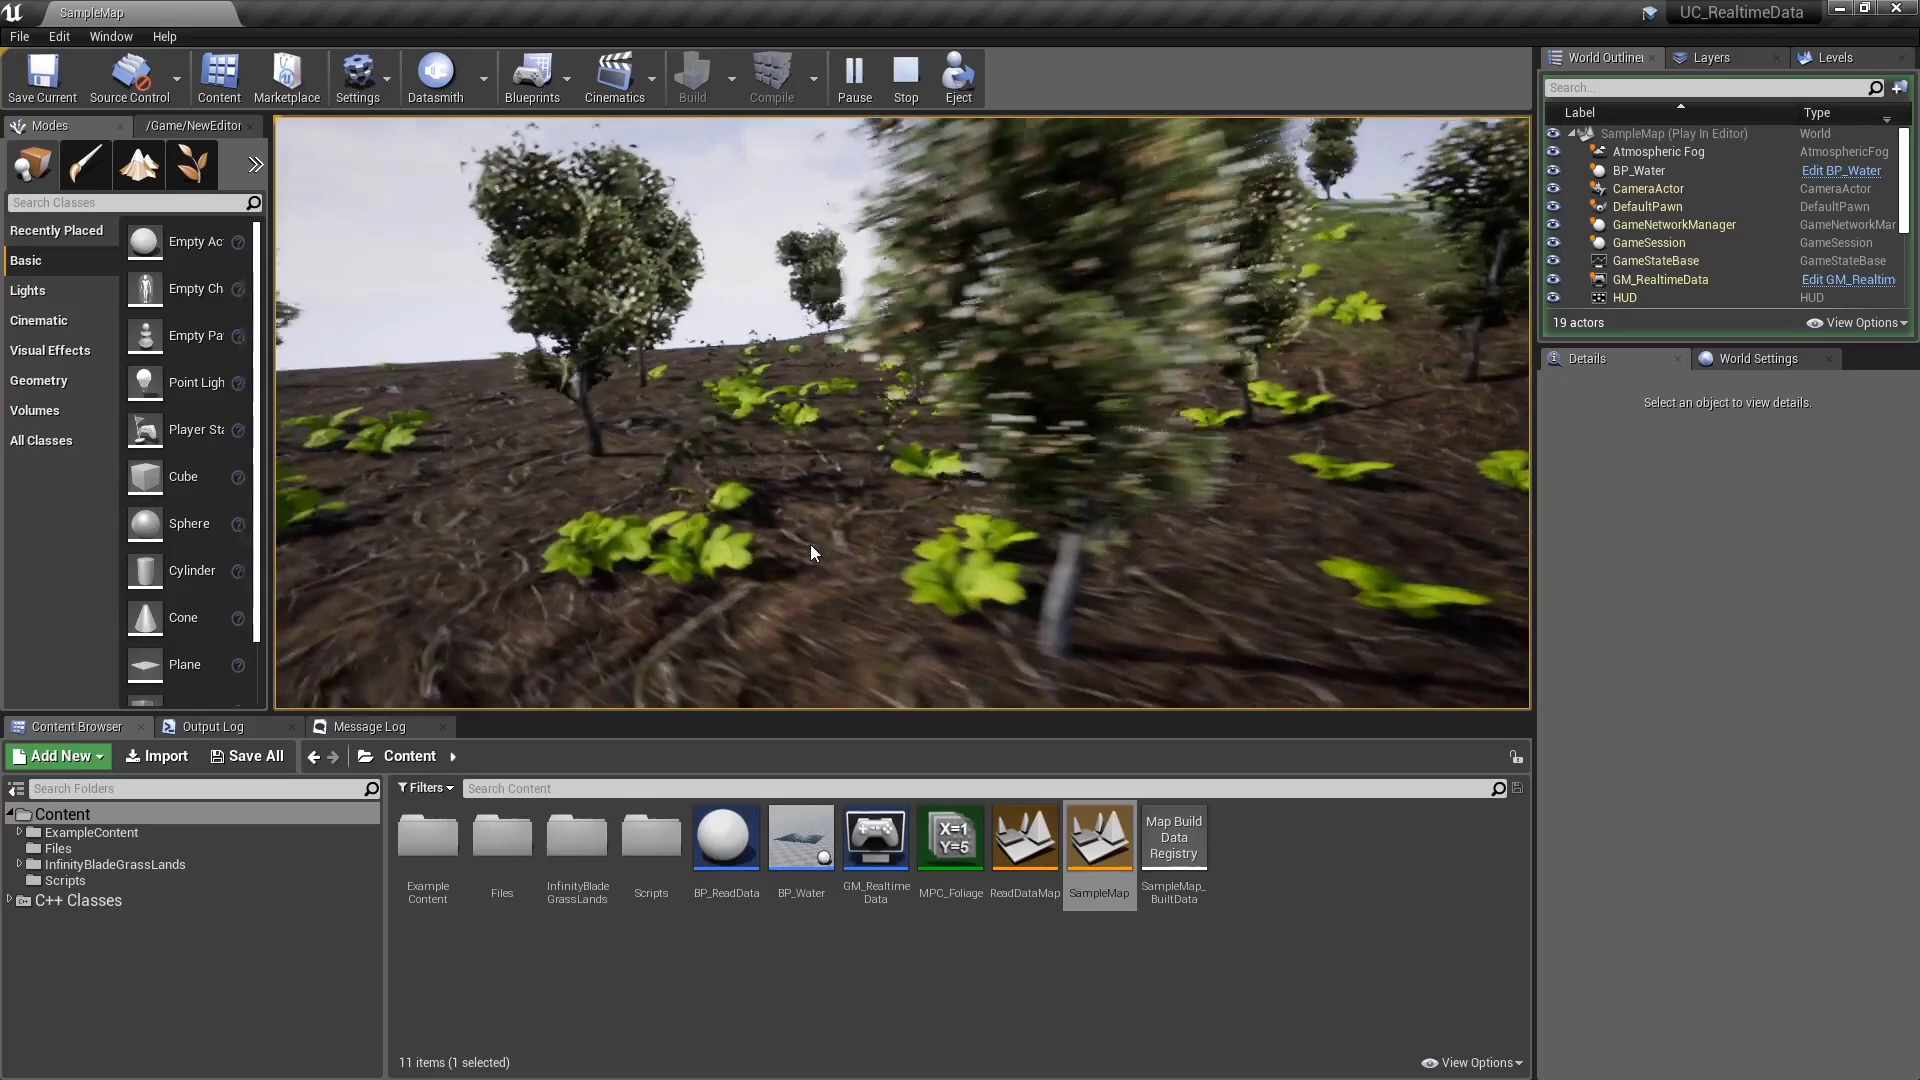 SampleMap
UC_RealtimeData
File Edit Window Help
Save Current
Source Control
Content
Marketplace
Settings
Datasmith
Blueprints
Cinematics
Build
Compile
Pause
Stop
Eject
Modes
/Game/NewEditor
Search Classes
Recently Placed
Basic
Lights
Cinematic
Visual Effects
Geometry
Volumes
All Classes
Empty Ac
Empty Ch
Empty Pa
Point Ligh
Player Sta
Cube
Sphere
Cylinder
Cone
Plane
World Outliner
Layers
Levels
Search...
Label Type
SampleMap (Play In Editor) World
Atmospheric Fog AtmosphericFog
BP_Water Edit BP_Water
CameraActor CameraActor
DefaultPawn DefaultPawn
GameNetworkManager GameNetworkMar
GameSession GameSession
GameStateBase GameStateBase
GM_RealtimeData Edit GM_Realtim
HUD HUD
19 actors
View Options
Details
World Settings
Select an object to view details.
Content Browser
Output Log
Message Log
Add New
Import
Save All
Content
Search Folders
Content
ExampleContent
Files
InfinityBladeGrassLands
Scripts
C++ Classes
Filters
Search Content
X=1
Y=5
Map Build
Data
Registry
Example
Content
Files
InfinityBlade
GrassLands
Scripts
BP_ReadData
BP_Water
GM_Realtime
Data
MPC_Foliage
ReadDataMap
SampleMap
SampleMap_
BuiltData
11 items (1 selected)
View Options